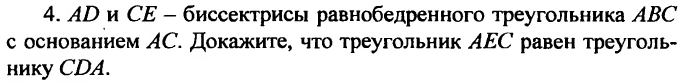 4. AD и CE – биссектрисы равнобедренного треугольника ABC
с основанием AC. Докажите, что треугольник AEC равен треуголь-
нику CDA.